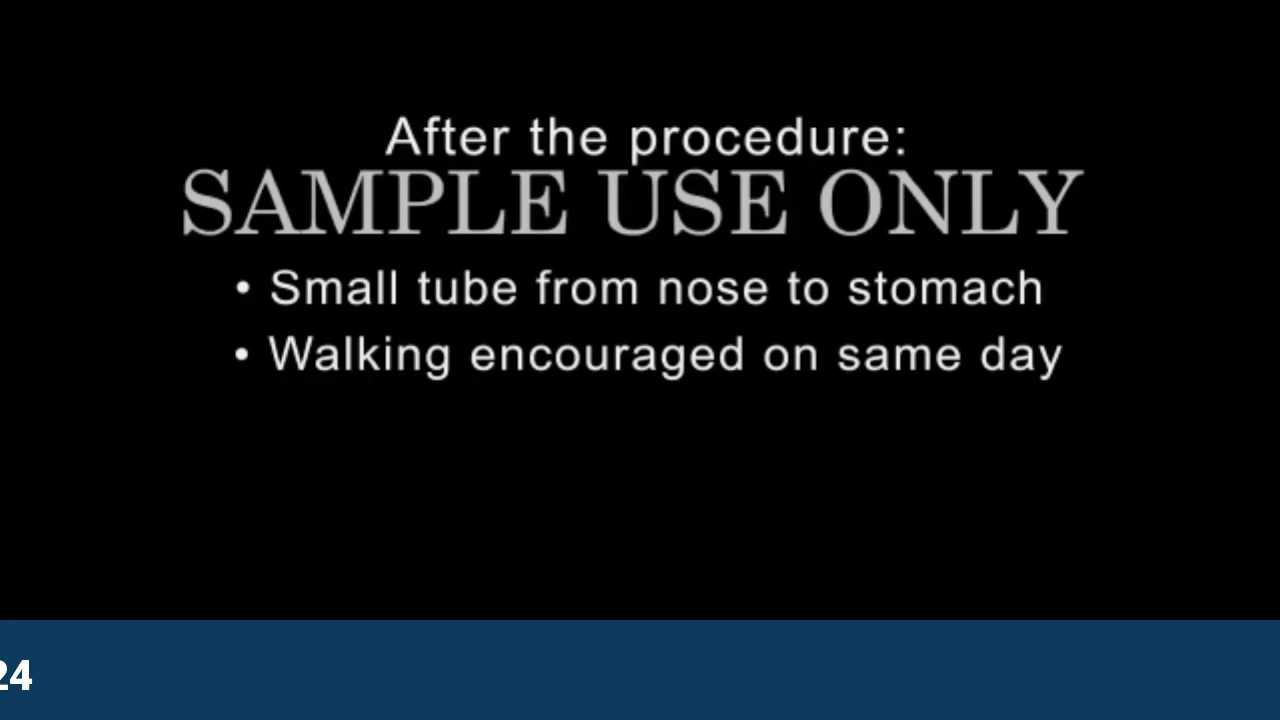 After the procedure:
SAMPLE USE ONLY
• Small tube from nose to stomach
• Walking encouraged on same day
24